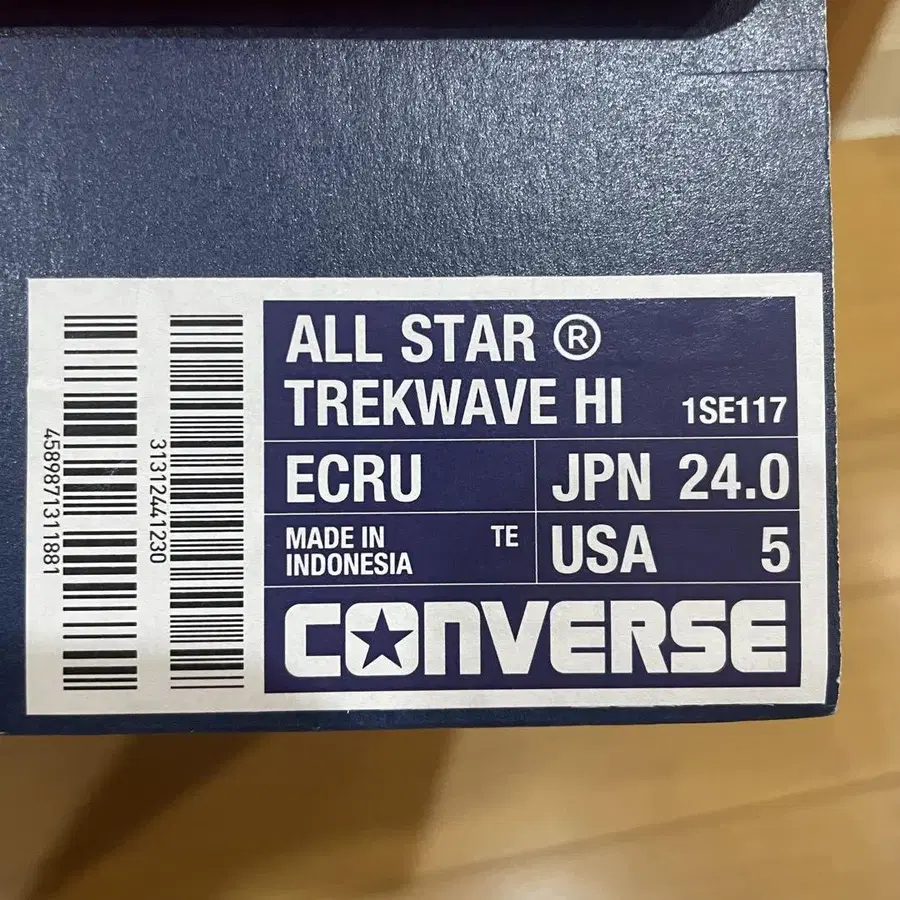 ALL STAR ®
TREKWAVE HI 1SE117
ECRU
JPN 24.0
MADE IN
INDONESIA
TE
USA 5
CONVERSE
4589871311881
31312441230